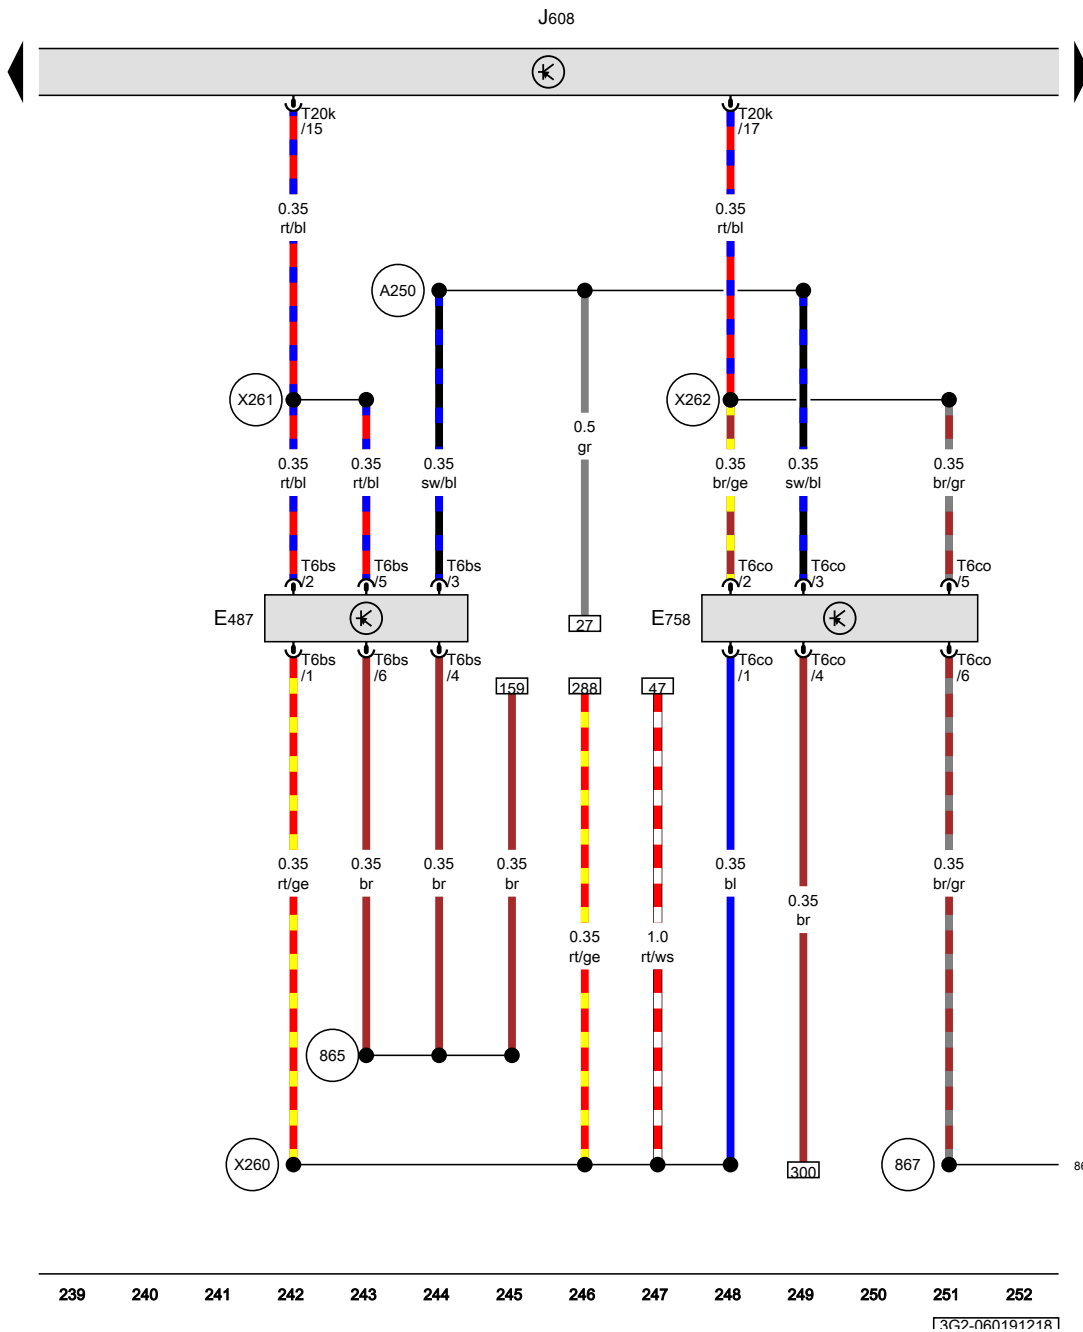 J608
T20k
/15
T20k
/17
0.35
rt/bl
0.35
rt/bl
A250
X261
X262
0.5
gr
0.35
rt/bl
0.35
rt/bl
0.35
sw/bl
0.35
br/ge
0.35
sw/bl
0.35
br/gr
T6bs
/2
T6bs
/5
T6bs
/3
T6co
/2
T6co
/3
T6co
/5
E487
27
E758
T6bs
/1
T6bs
/6
T6bs
/4
T6co
/1
T6co
/4
T6co
/6
159
288
47
0.35
rt/ge
0.35
br
0.35
br
0.35
br
0.35
bl
0.35
br/gr
0.35
br
0.35
rt/ge
1.0
rt/ws
865
X260
300
867
239 240 241 242 243 244 245 246 247 248 249 250 251 252
3G2-060191218